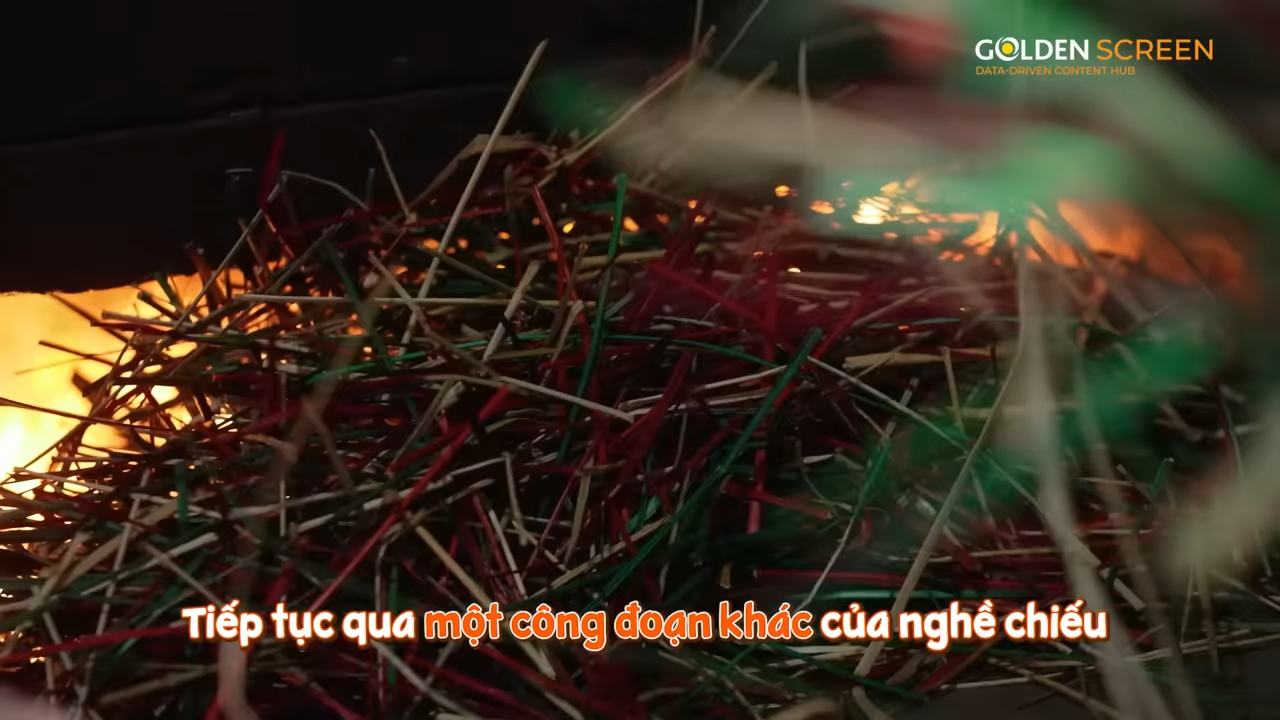 GOLDEN SCREEN
DATA-DRIVEN CONTENT HUB
Tiếp tục qua một công đoạn khác của nghề chiếu